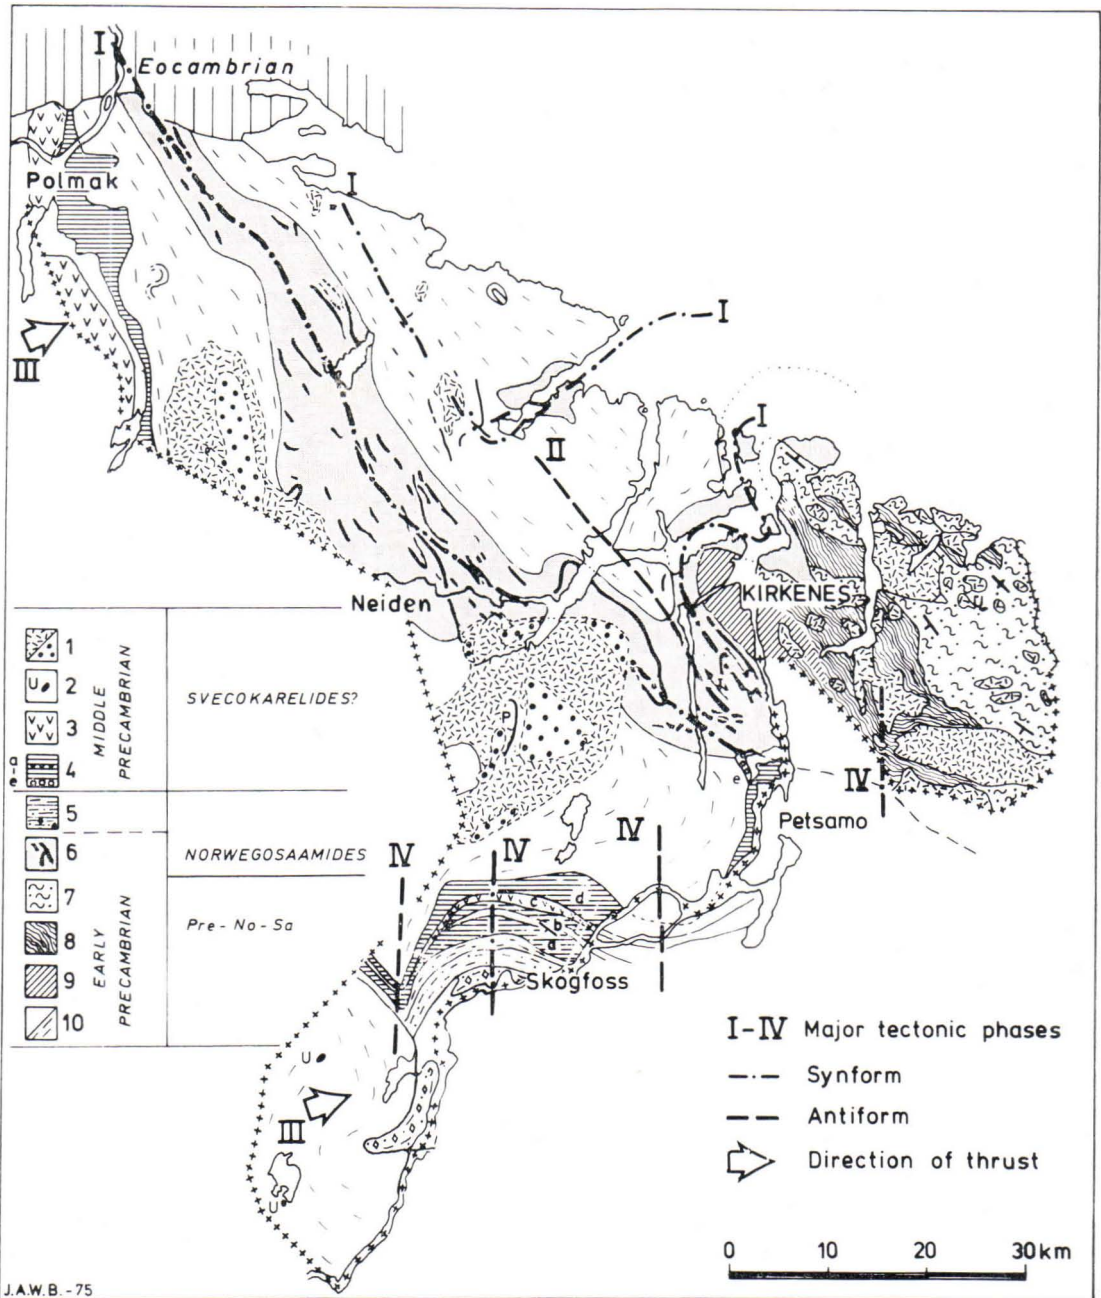 I
Eocambrian
Polmak
I
I
III
II
I
Neiden
KIRKENES
U
P
e
IV
Petsamo
IV
IV
IV
d
c
b
a
Skogfoss
U
III
U
1
2
3
a
-
e
4
5
6
7
8
9
10
MIDDLE
PRECAMBRIAN
EARLY
PRECAMBRIAN
SVECOKARELIDES?
NORWEGOSAAMIDES
Pre-No-Sa
U
I-IV Major tectonic phases
Synform
Antiform
Direction of thrust
0 10 20 30 km
J.A.W.B.-75